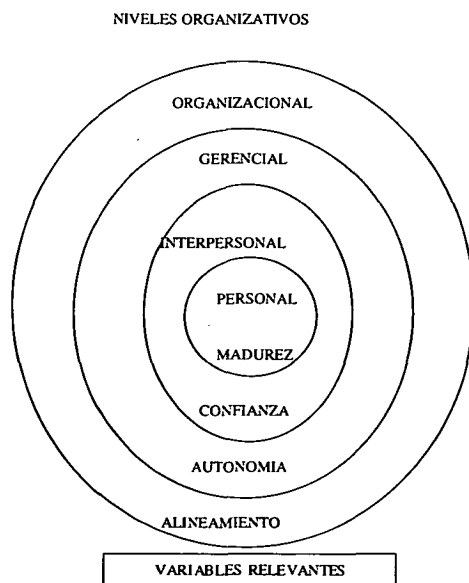 NIVELES ORGANIZATIVOS
ORGANIZACIONAL
GERENCIAL
INTERPERSONAL
PERSONAL
MADUREZ
CONFIANZA
AUTONOMIA
ALINEAMIENTO
VARIABLES RELEVANTES